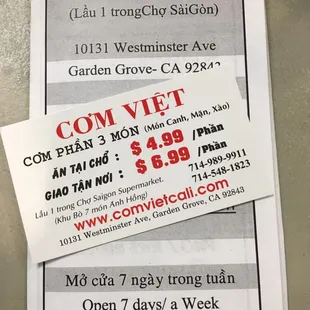 (Lầu 1 trongChợ SàiGòn)
10131 Westminster Ave
Garden Grove- CA 92843
CƠM VIỆT
CƠM PHẦN 3 MÓN (Món Canh, Mặn, Xào)
ĂN TẠI CHỔ : $ 4.99 /Phần
GIAO TẬN NƠI : $ 6.99 /Phần
714-989-9911
714-548-1823
Lầu 1 trong Chợ Saigon Supermarket.
(Khu Bò 7 món Ánh Hồng)
www.comvietcali.com
10131 Westminster Ave, Garden Grove, CA 92843
Mở cửa 7 ngày trong tuần
Open 7 days/ a Week